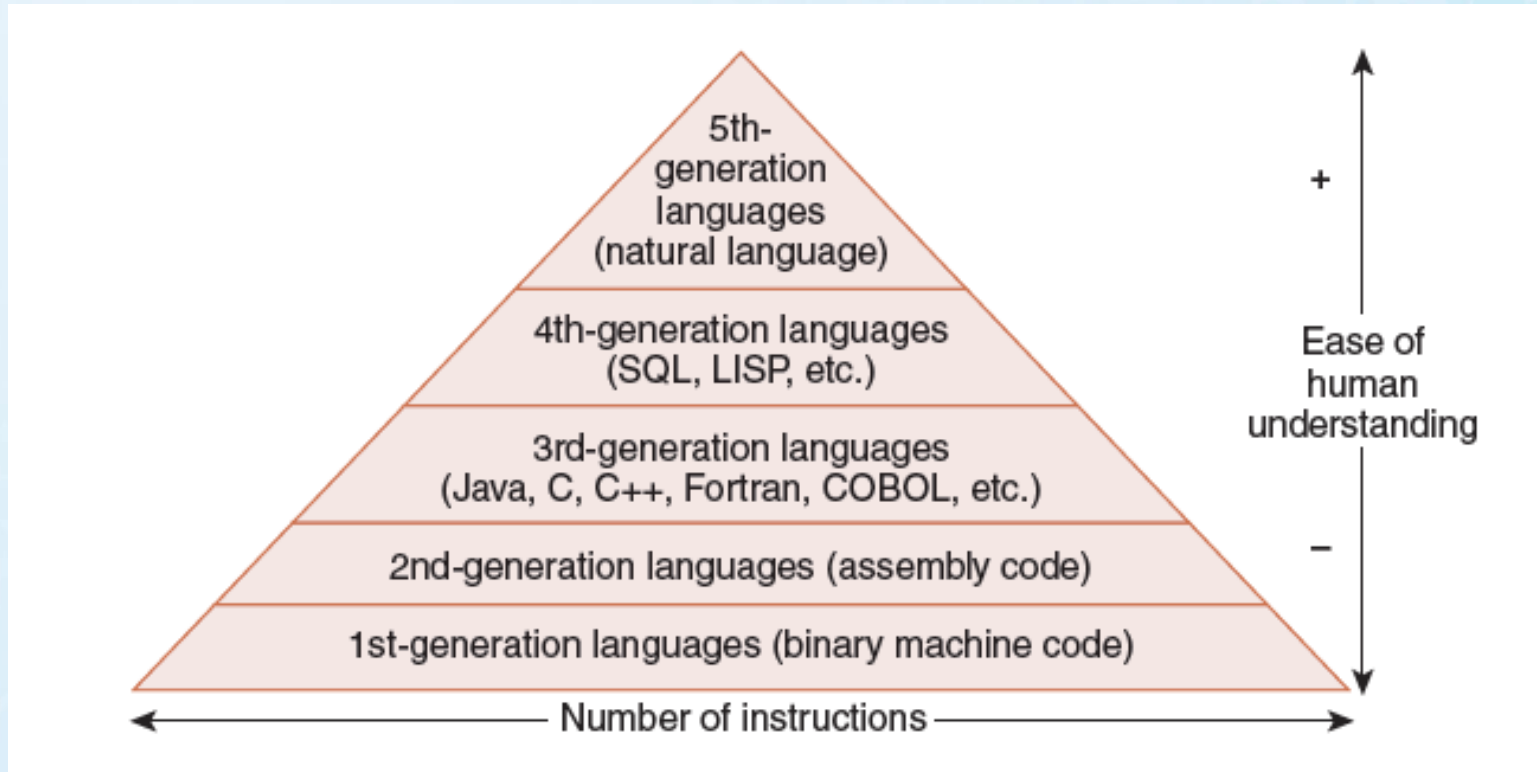 5th-
generation
languages
(natural language)
4th-generation languages
(SQL, LISP, etc.)
3rd-generation languages
(Java, C, C++, Fortran, COBOL, etc.)
2nd-generation languages (assembly code)
1st-generation languages (binary machine code)
Number of instructions
+
Ease of
human
understanding
–